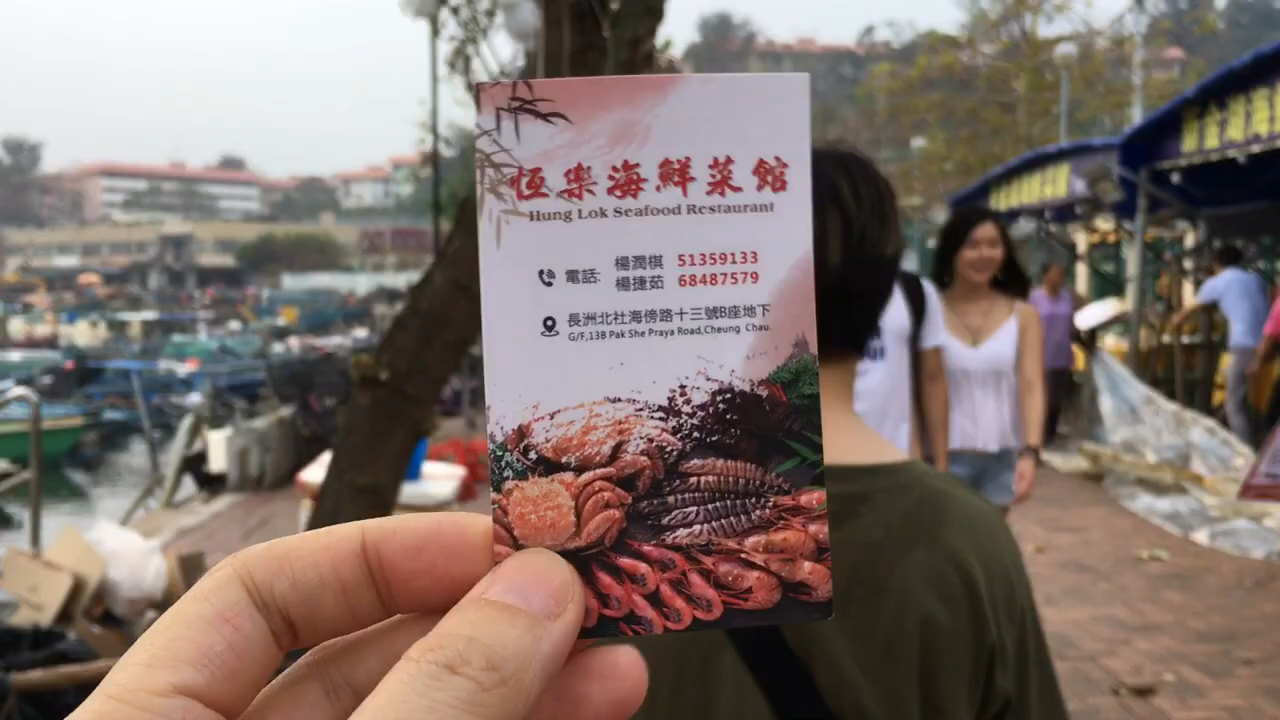 恆樂海鮮菜館
Hung Lok Seafood Restaurant
電話: 楊潤棋 51359133
楊捷茹 68487579
長洲北社海傍路十三號B座地下
G/F,13B Pak She Praya Road,Cheung Chau.